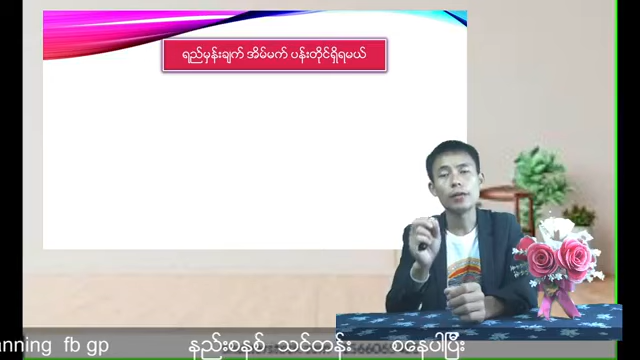 ရည်မှန်းချက် အိမ်မက် ပန်းတိုင်ရှိရမယ်
anning fb gp နည်းစနစ် သင်တန်း စနေပါပြီး